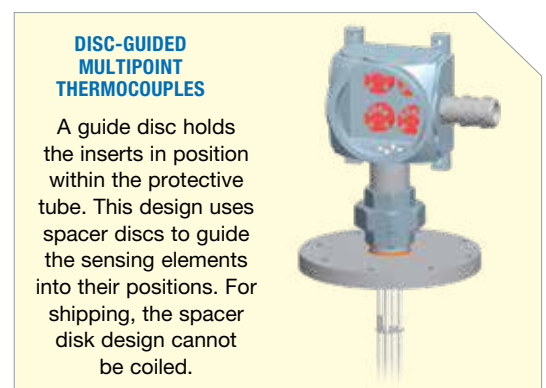 DISC-GUIDED
MULTIPOINT
THERMOCOUPLES
A guide disc holds
the inserts in position
within the protective
tube. This design uses
spacer discs to guide
the sensing elements
into their positions. For
shipping, the spacer
disk design cannot
be coiled.